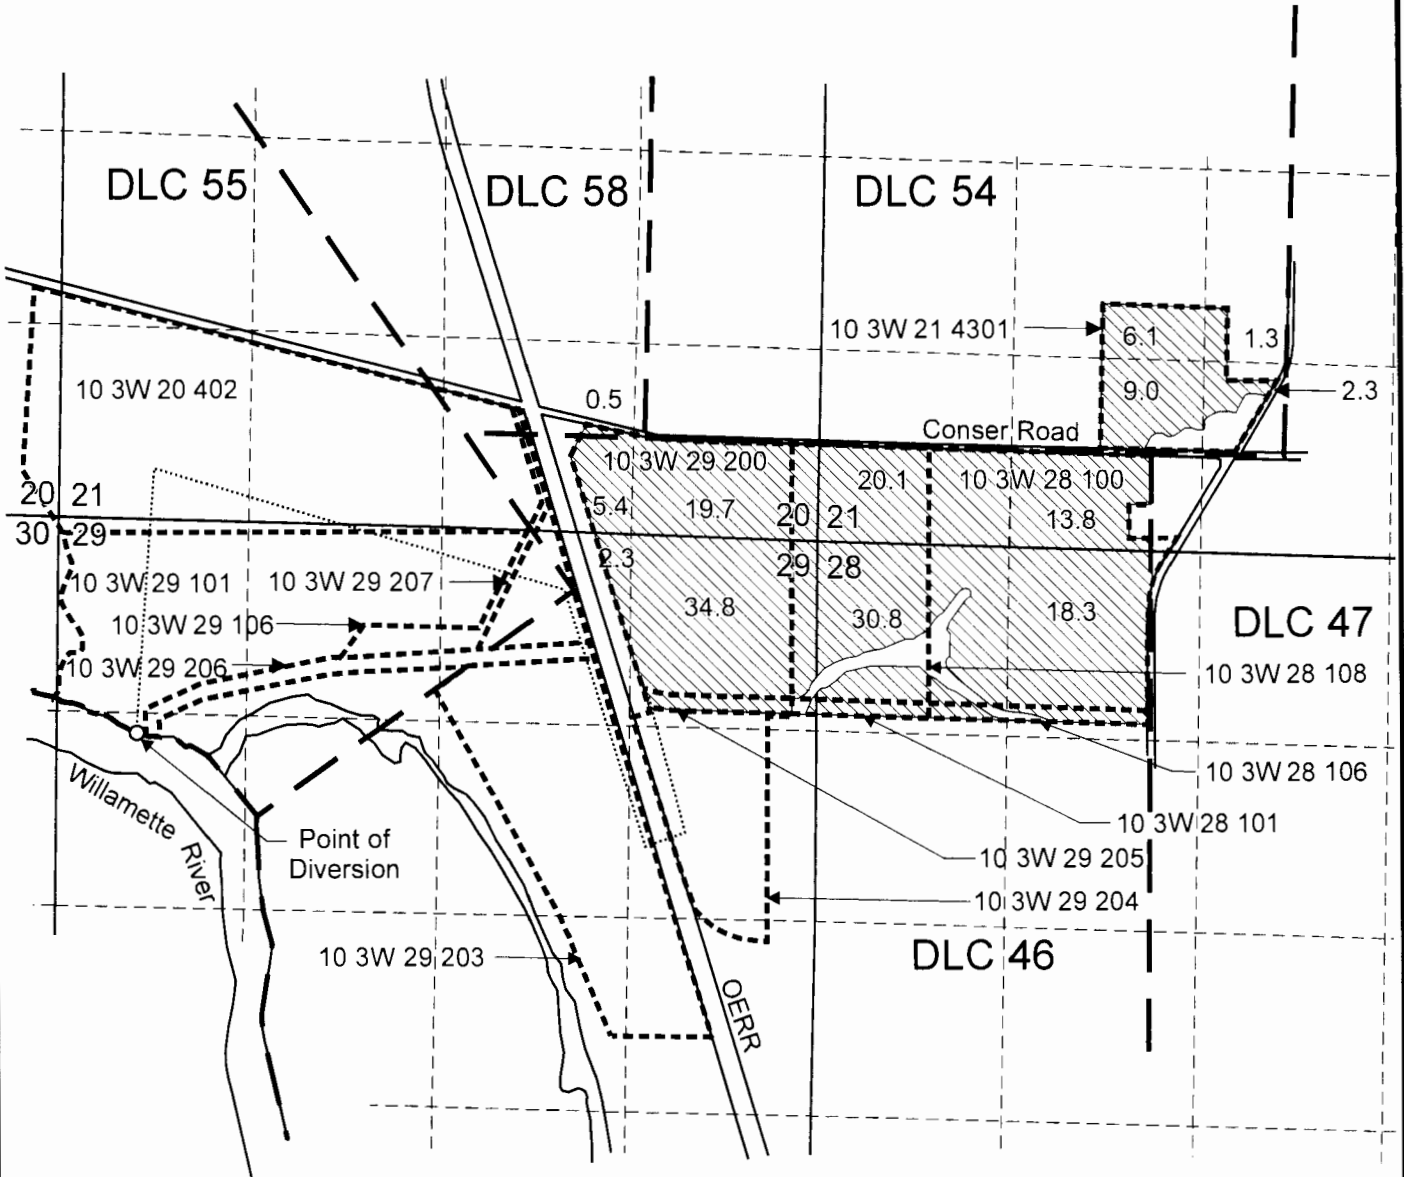 DLC 55
DLC 58
DLC 54
10 3W 21 4301
6.1
1.3
10 3W 20 402
0.5
9.0
2.3
Conser Road
10 3W 29 200
20.1
10 3W 28 100
20 21
5.4
19.7
20 21
13.8
30 29
2.3
29 28
10 3W 29 101
10 3W 29 207
34.8
30.8
18.3
DLC 47
10 3W 29 106
10 3W 29 206
10 3W 28 108
10 3W 28 106
Willamette River
10 3W 28 101
Point of
Diversion
10 3W 29 205
10 3W 29 204
10 3W 29 203
DLC 46
OERR